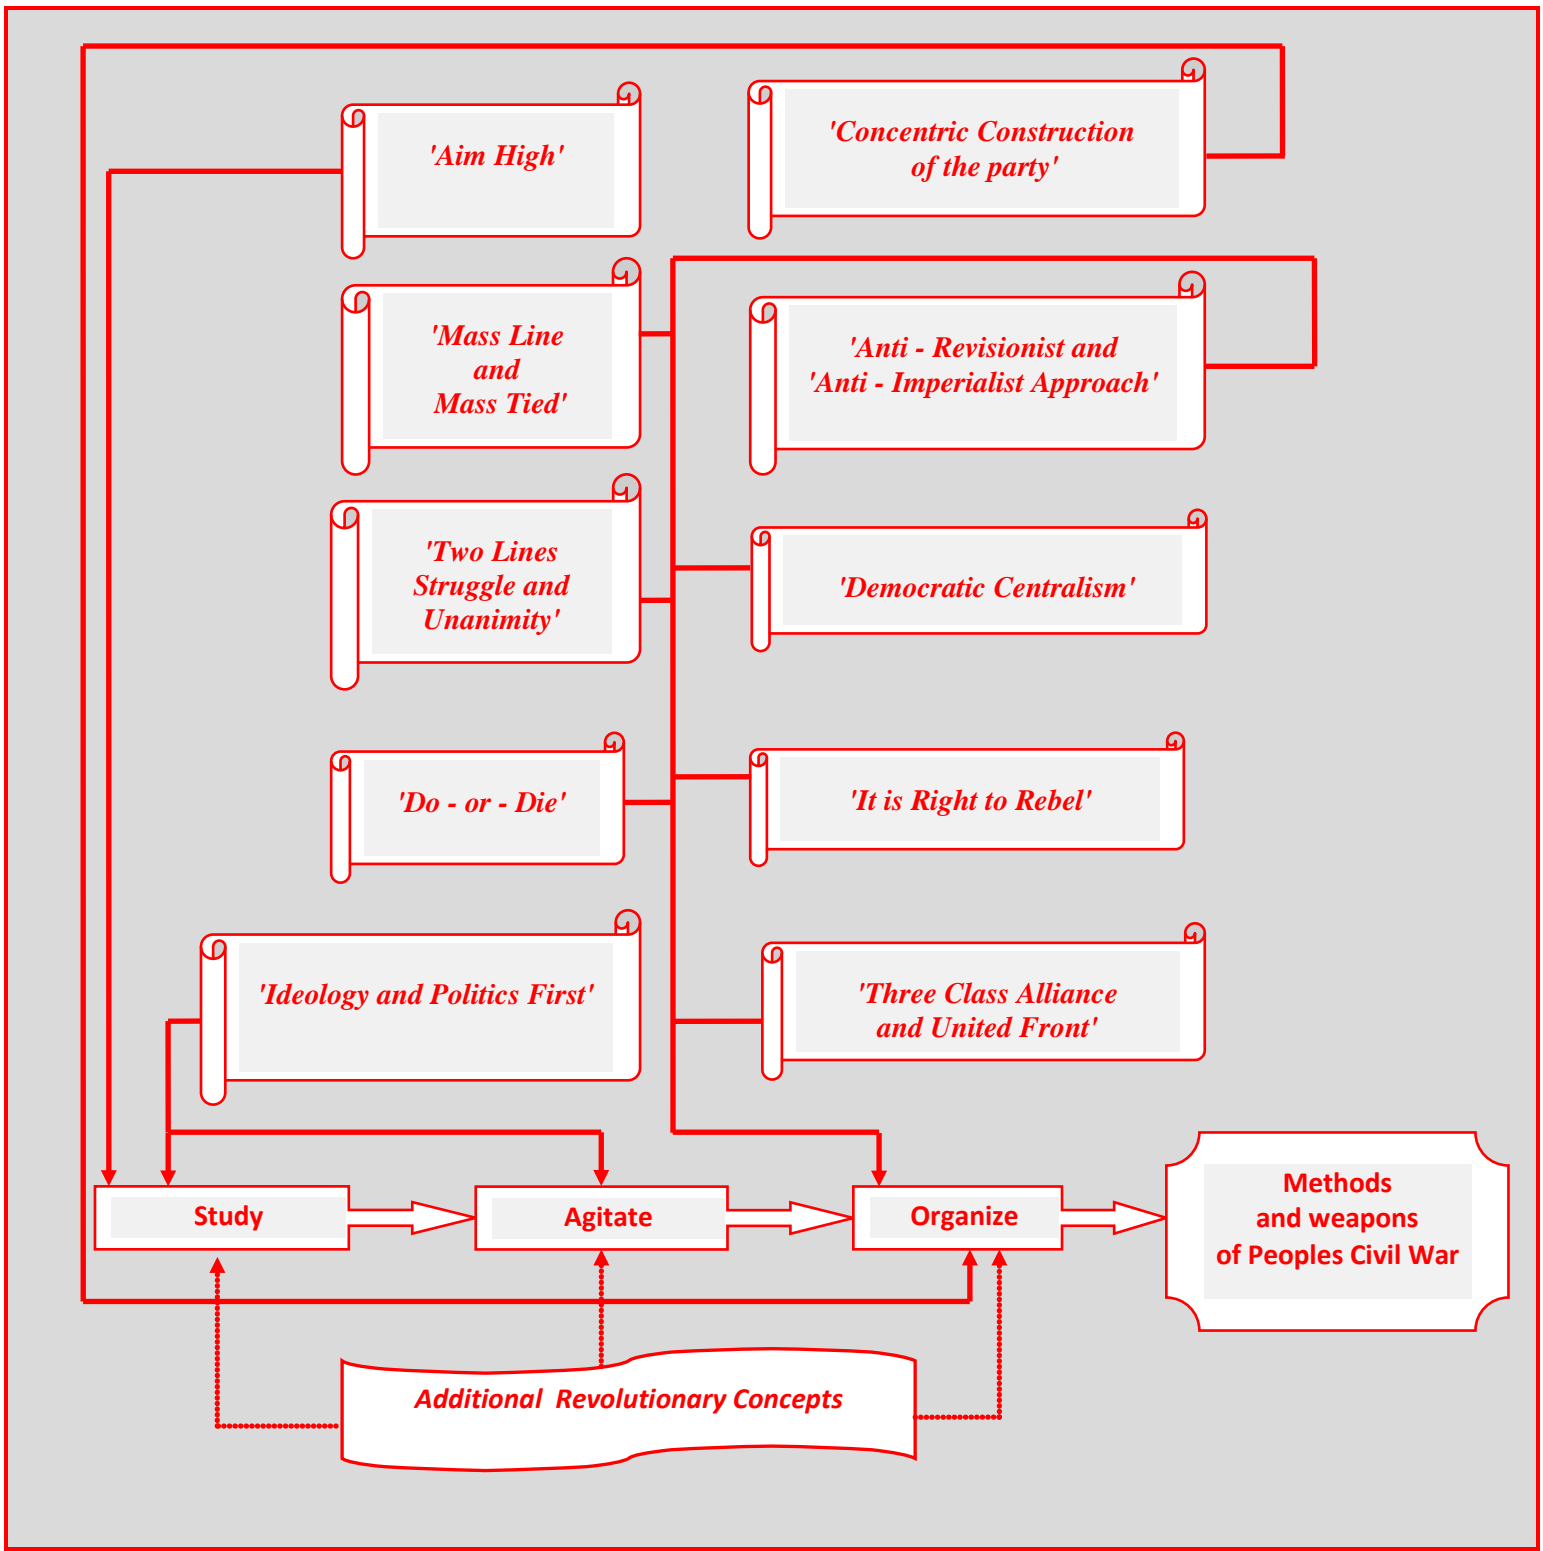 'Aim High'
'Concentric Construction
of the party'
'Mass Line
and
Mass Tied'
'Anti - Revisionist and
'Anti - Imperialist Approach'
'Two Lines
Struggle and
Unanimity'
'Democratic Centralism'
'Do - or - Die'
'It is Right to Rebel'
'Ideology and Politics First'
'Three Class Alliance
and United Front'
Study
Agitate
Organize
Methods
and weapons
of Peoples Civil War
Additional  Revolutionary Concepts